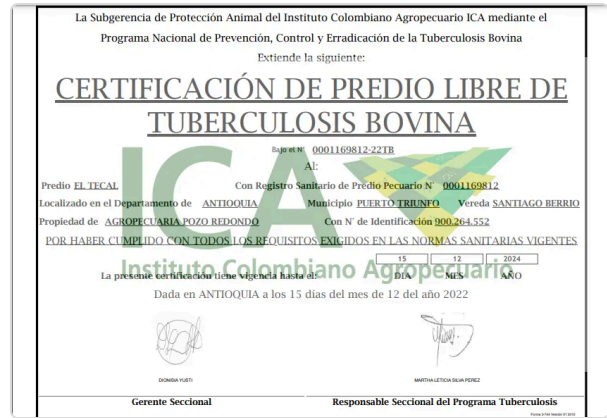 La Subgerencia de Protección Animal del Instituto Colombiano Agropecuario ICA mediante el
Programa Nacional de Prevención, Control y Erradicación de la Tuberculosis Bovina
Extiende la siguiente:
CERTIFICACIÓN DE PREDIO LIBRE DE
TUBERCULOSIS BOVINA
Bajo el N° 0001169812-22TB
Al:
ICA
Predio EL TECAL Con Registro Sanitario de Predio Pecuario N° 0001169812
Localizado en el Departamento de ANTIOQUIA Municipio PUERTO TRIUNFO Vereda SANTIAGO BERRIO
Propiedad de AGROPECUARIA POZO REDONDO Con N° de Identificación 900.264.552
POR HABER CUMPLIDO CON TODOS LOS REQUISITOS EXIGIDOS EN LAS NORMAS SANITARIAS VIGENTES
15 12 2024
Instituto Colombiano Agropecuario
La presente certificación tiene vigencia hasta el: DIA MES AÑO
Dada en ANTIOQUIA a los 15 días del mes de 12 del año 2022
DIONISIA YUSTI MARTHA LETICIA SILVA PEREZ
Gerente Seccional Responsable Seccional del Programa Tuberculosis